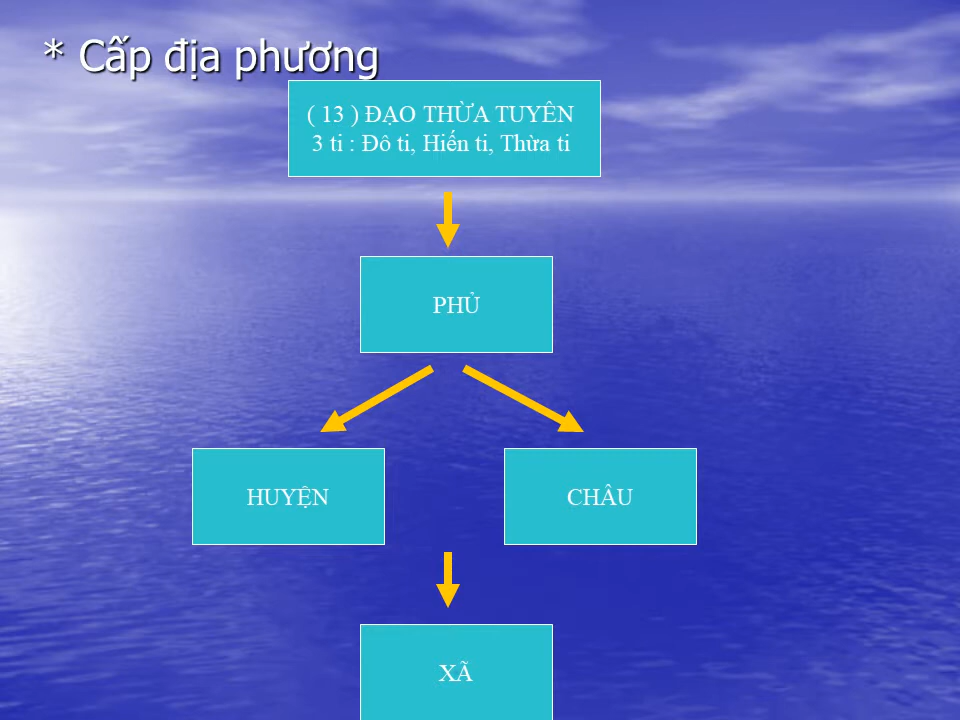 * Cấp địa phương
( 13 ) ĐẠO THỪA TUYÊN
3 ti : Đô ti, Hiến ti, Thừa ti
PHỦ
HUYỆN
CHÂU
XÃ